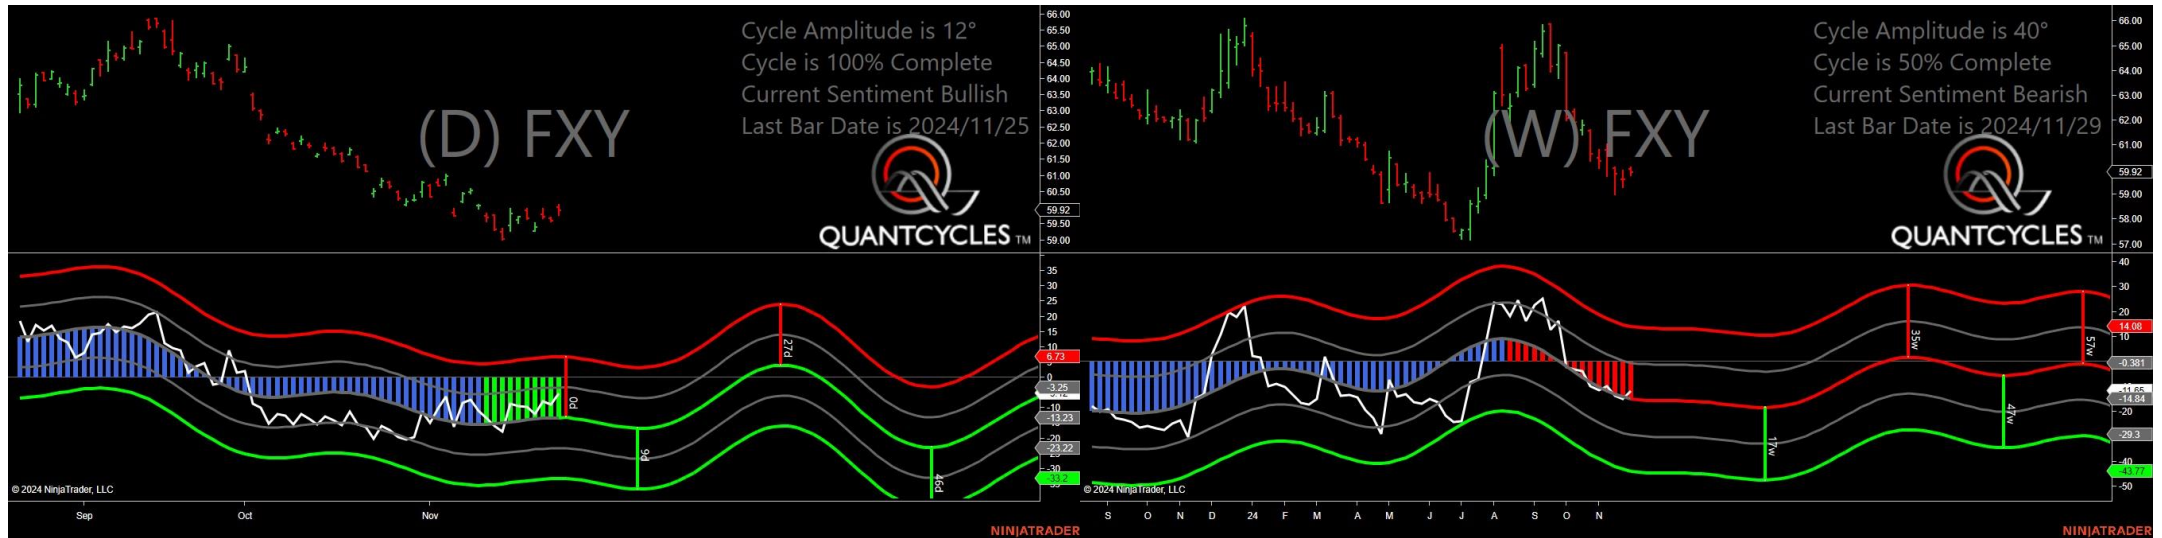 Cycle Amplitude is 12°
Cycle is 100% Complete
Current Sentiment Bullish
Last Bar Date is 2024/11/25
(D) FXY
QUANTCYCLES TM
66.00
65.50
65.00
64.50
64.00
63.50
63.00
62.50
62.00
61.50
61.00
60.50
59.92
59.50
59.00
35
30
25
20
15
10
6.73
5
0
-3.25
-10
-13.23
-20
-23.22
-30
-33.2
0d
9d
27d
46d
© 2024 NinjaTrader, LLC
Sep
Oct
Nov
NINJATRADER
Cycle Amplitude is 40°
Cycle is 50% Complete
Current Sentiment Bearish
Last Bar Date is 2024/11/29
(W) FXY
QUANTCYCLES TM
66.00
65.00
64.00
63.00
62.00
61.00
59.92
59.00
58.00
57.00
40
30
20
14.08
10
-0.381
-11.65
-14.84
-20
-29.3
-40
-43.77
-50
17w
35w
47w
57w
© 2024 NinjaTrader, LLC
S
O
N
D
24
F
M
A
M
J
J
A
S
O
N
NINJATRADER